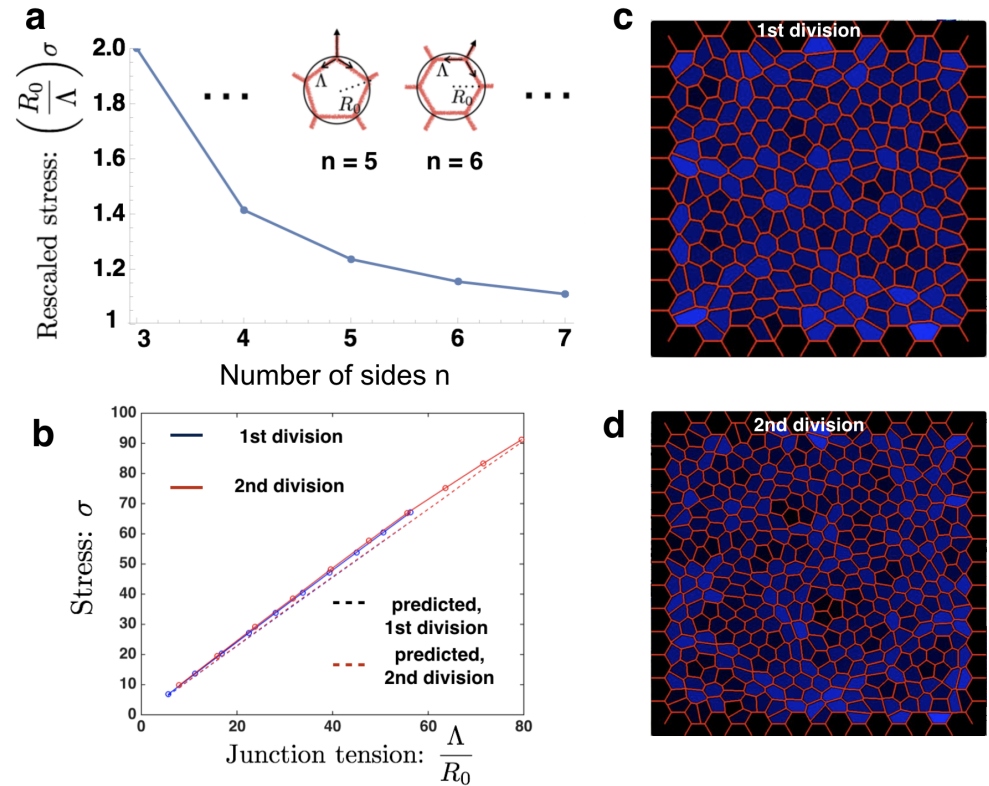 a
Rescaled stress: (R₀/Λ) σ
2.0
1.8
1.6
1.4
1.2
1
3
4
5
6
7
Number of sides n
...
Λ
R₀
n = 5
Λ
R₀
n = 6
...
b
Stress: σ
100
90
80
70
60
50
40
30
20
10
0
0
20
40
60
80
1st division
2nd division
predicted,
1st division
predicted,
2nd division
Junction tension: Λ/R₀
c
1st division
d
2nd division